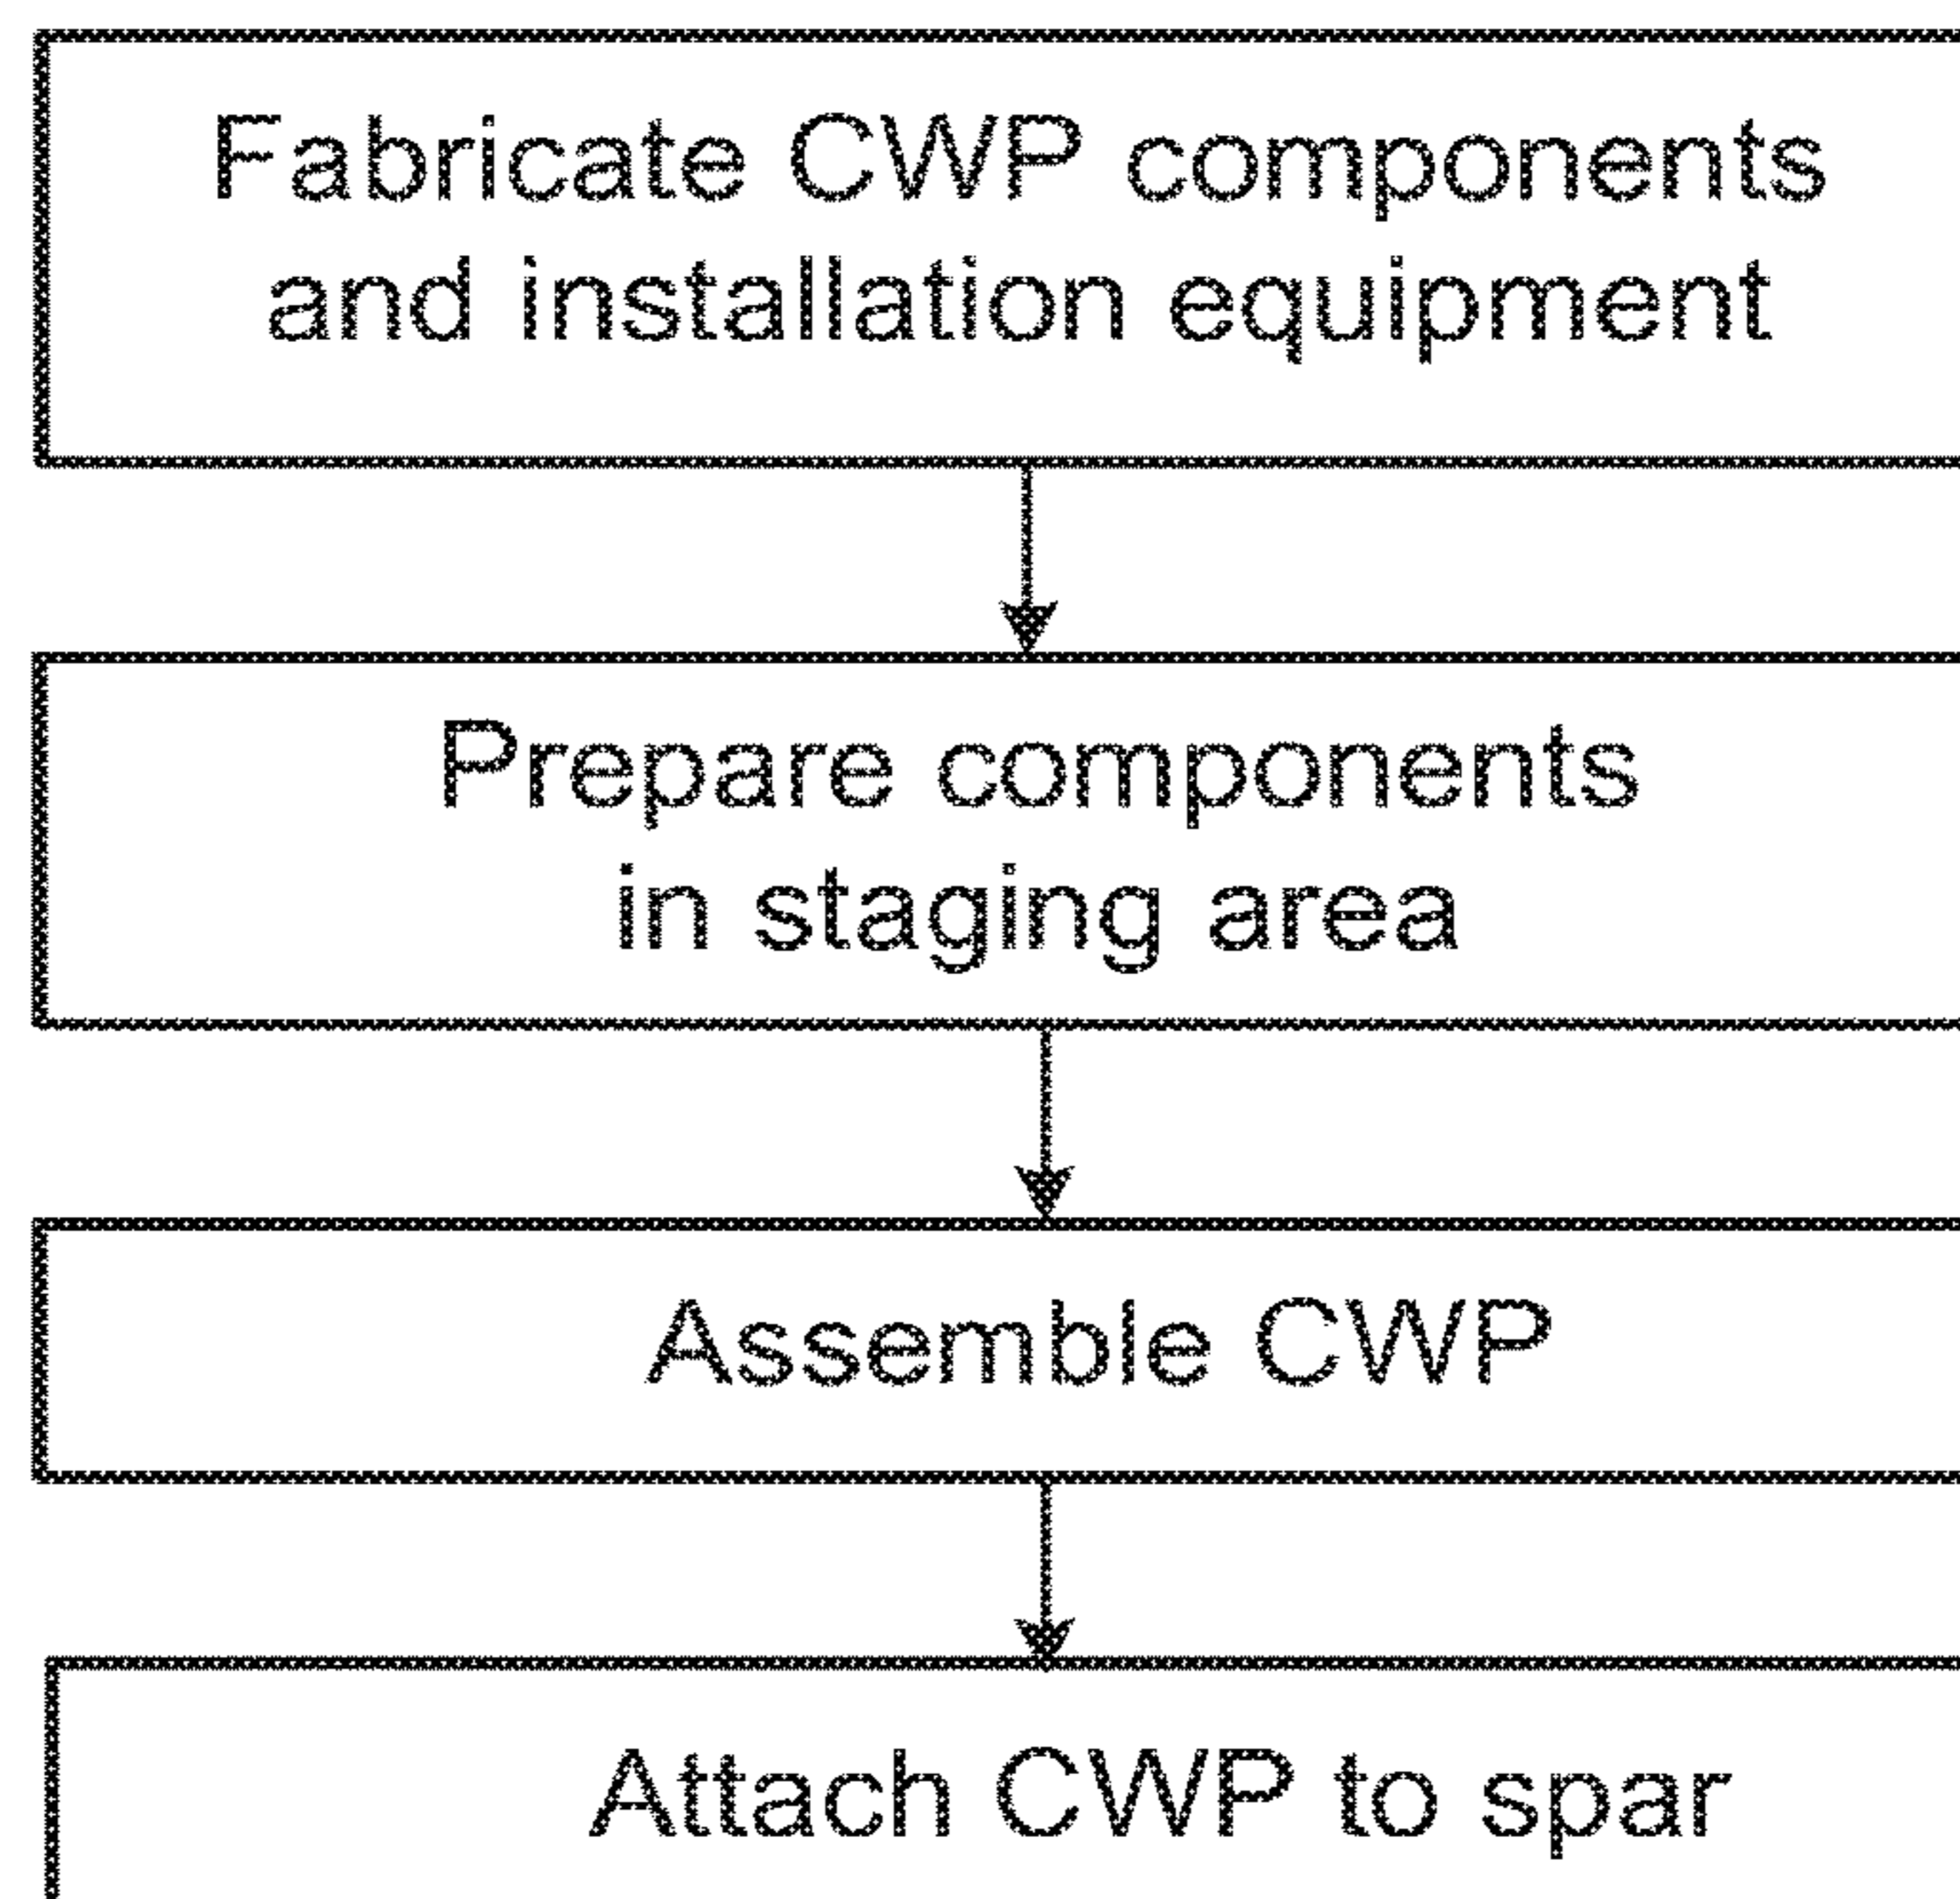 Fabricate CWP components
and installation equipment
Prepare components
in staging area
Assemble CWP
Attach CWP to spar